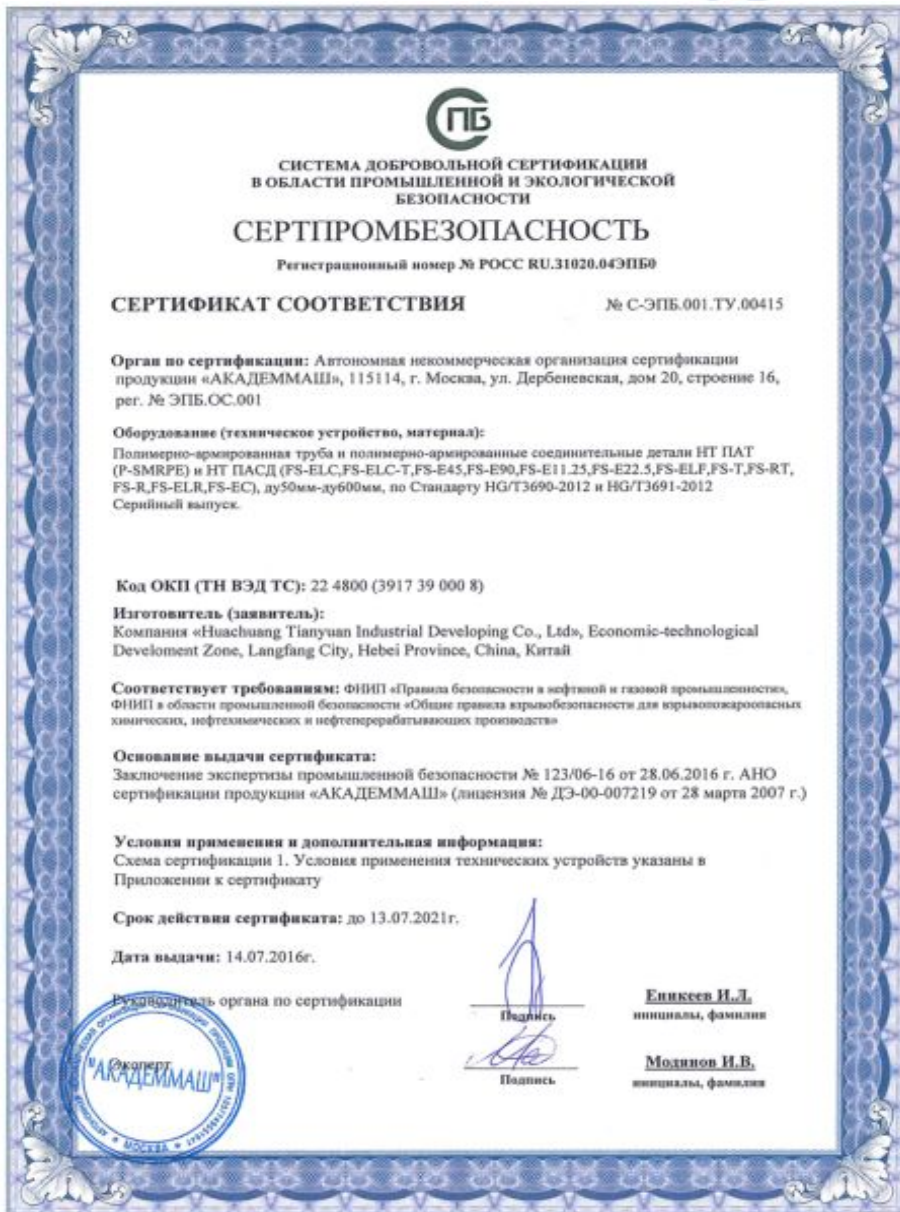 СПБ
СИСТЕМА ДОБРОВОЛЬНОЙ СЕРТИФИКАЦИИ
В ОБЛАСТИ ПРОМЫШЛЕННОЙ И ЭКОЛОГИЧЕСКОЙ
БЕЗОПАСНОСТИ
СЕРТПРОМБЕЗОПАСНОСТЬ
Регистрационный номер № РОСС RU.31020.04ЭПБ0
СЕРТИФИКАТ СООТВЕТСТВИЯ № С-ЭПБ.001.ТУ.00415
Орган по сертификации: Автономная некоммерческая организация сертификации
продукции «АКАДЕММАШ», 115114, г. Москва, ул. Дербеневская, дом 20, строение 16,
рег. № ЭПБ.ОС.001
Оборудование (техническое устройство, материал):
Полимерно-армированная труба и полимерно-армированные соединительные детали НТ ПАТ
(P-SMRPE) и НТ ПАСД (FS-ELC,FS-ELC-T,FS-E45,FS-E90,FS-E11.25,FS-E22.5,FS-ELF,FS-T,FS-RT,
FS-R,FS-ELR,FS-EC), ду50мм-ду600мм, по Стандарту HG/T3690-2012 и HG/T3691-2012
Серийный выпуск.
Код ОКП (ТН ВЭД ТС): 22 4800 (3917 39 000 8)
Изготовитель (заявитель):
Компания «Huachuang Tianyuan Industrial Developing Co., Ltd», Economic-technological
Develoment Zone, Langfang City, Hebei Province, China, Китай
Соответствует требованиям: ФНИП «Правила безопасности в нефтяной и газовой промышленности»,
ФНИП в области промышленной безопасности «Общие правила взрывобезопасности для взрывопожароопасных
химических, нефтехимических и нефтеперерабатывающих производств»
Основание выдачи сертификата:
Заключение экспертизы промышленной безопасности № 123/06-16 от 28.06.2016 г. АНО
сертификации продукции «АКАДЕММАШ» (лицензия № ДЭ-00-007219 от 28 марта 2007 г.)
Условия применения и дополнительная информация:
Схема сертификации 1. Условия применения технических устройств указаны в
Приложении к сертификату
Срок действия сертификата: до 13.07.2021г.
Дата выдачи: 14.07.2016г.
Руководитель органа по сертификации
Подпись
Еникеев И.Л.
инициалы, фамилия
Эксперт
Подпись
Модянов И.В.
инициалы, фамилия
"АКАДЕММАШ"
МОСКВА